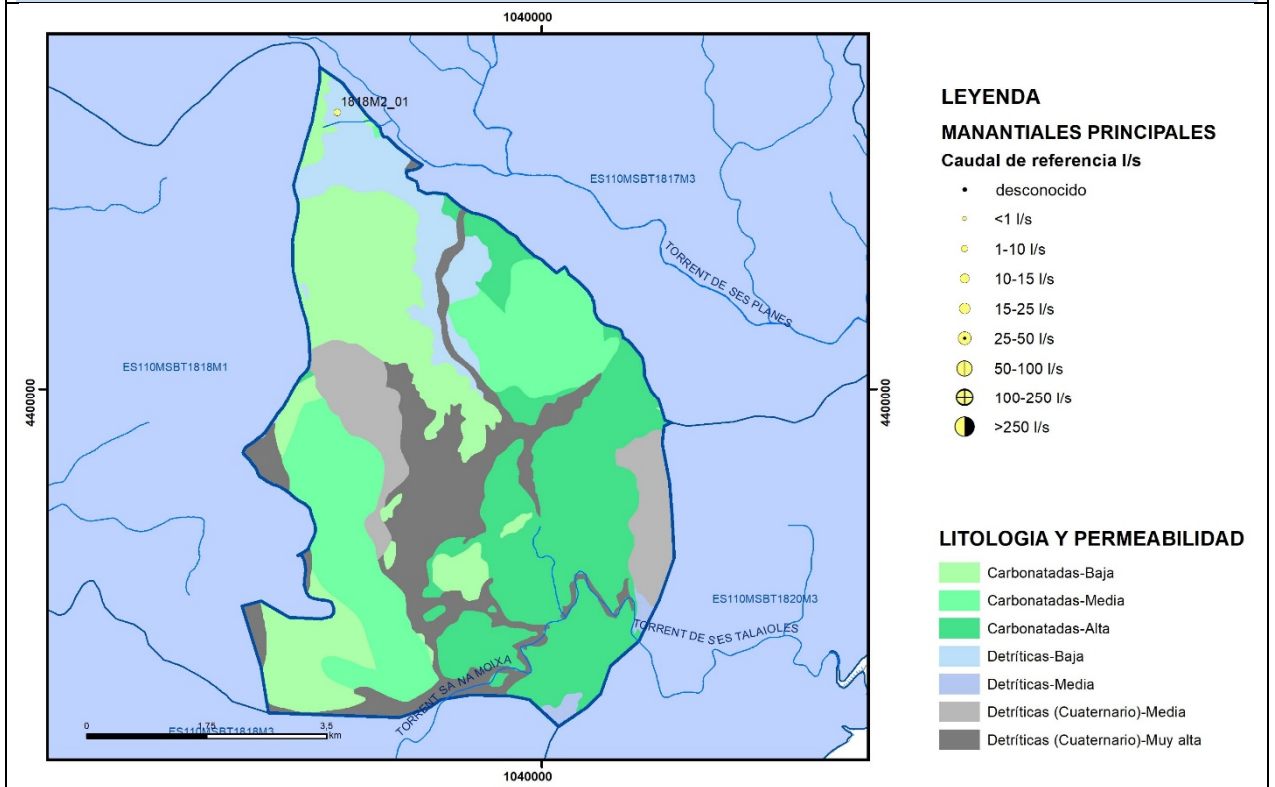 1040000
1818M2_01
ES110MSBT1817M3
TORRENT DE SES PLANES
ES110MSBT1818M1
4400000
4400000
ES110MSBT1820M3
TORRENT DE SES TALAIOLES
TORRENT SA NA MOIXA
0
1,75
3,5
km
ES110MSBT1818M3
1040000
LEYENDA
MANANTIALES PRINCIPALES
Caudal de referencia l/s
desconocido
<1 l/s
1-10 l/s
10-15 l/s
15-25 l/s
25-50 l/s
50-100 l/s
100-250 l/s
>250 l/s
LITOLOGIA Y PERMEABILIDAD
Carbonatadas-Baja
Carbonatadas-Media
Carbonatadas-Alta
Detríticas-Baja
Detríticas-Media
Detríticas (Cuaternario)-Media
Detríticas (Cuaternario)-Muy alta